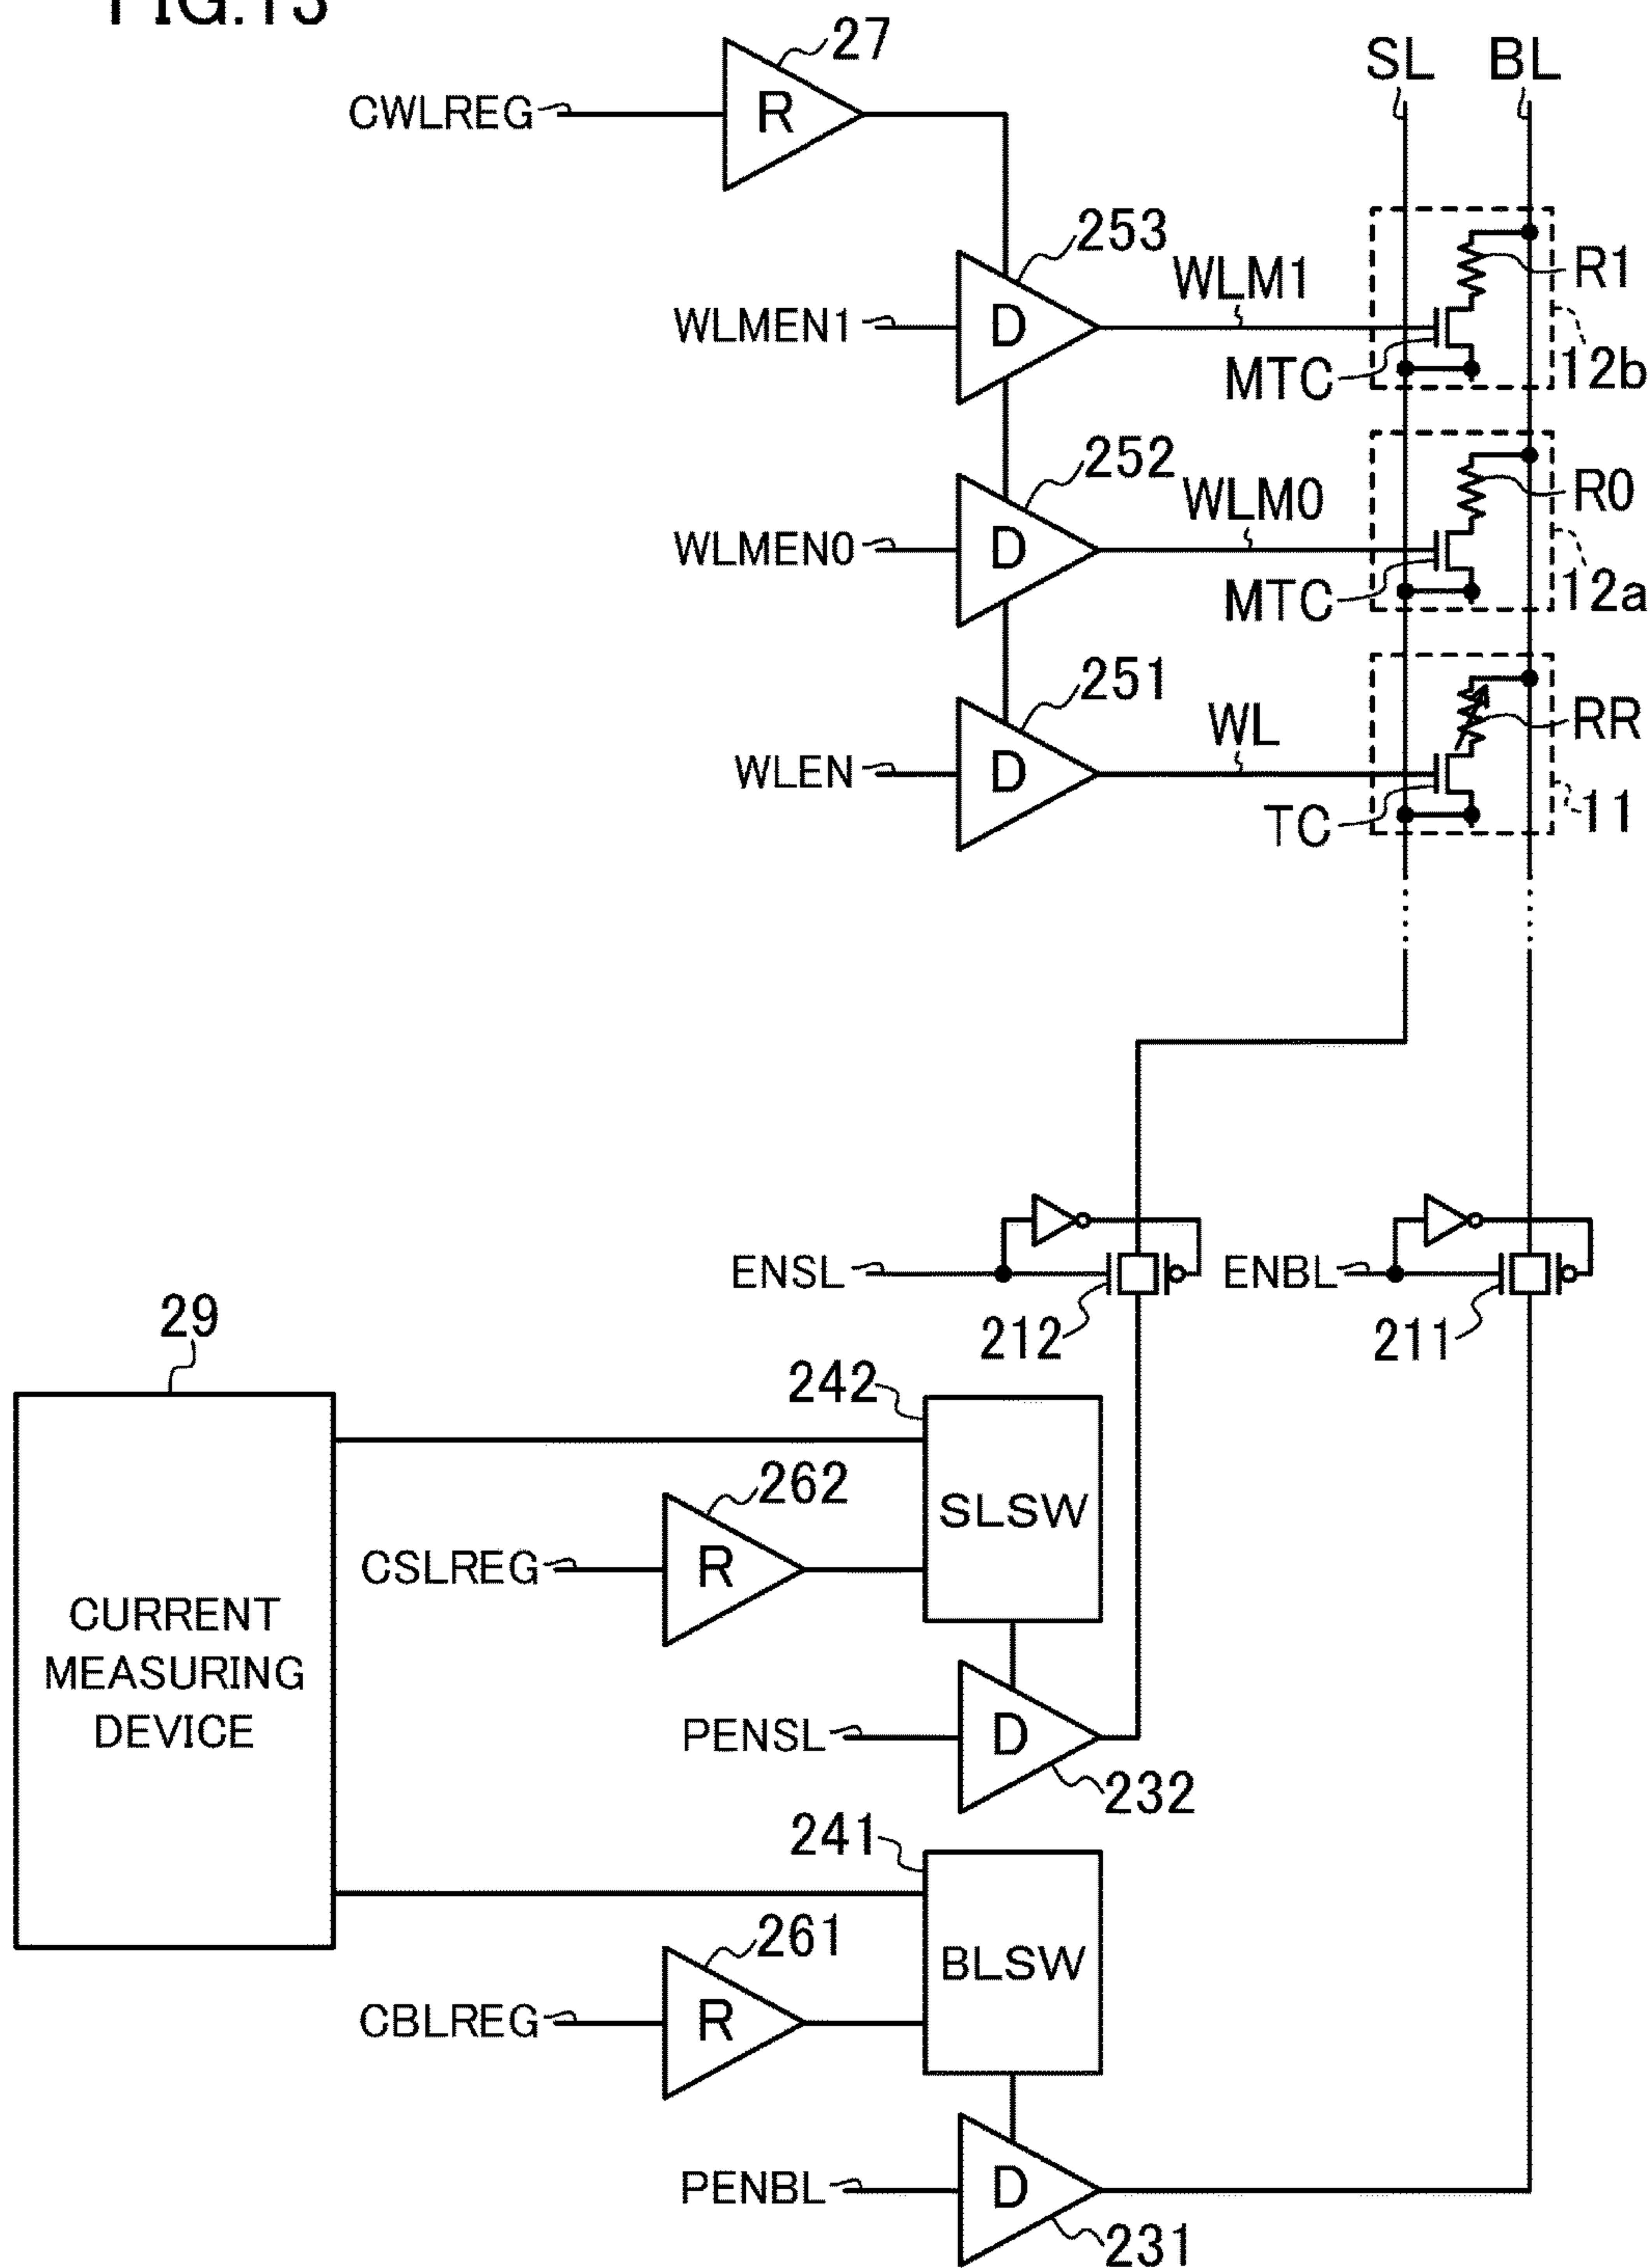 FIG.13
27
SL
BL
CWLREG
R
253
WLM1
R1
WLMEN1
D
MTC
12b
252
WLM0
R0
WLMEN0
D
MTC
12a
251
WL
RR
WLEN
D
TC
11
ENSL
ENBL
212
211
29
242
262
SLSW
CSLREG
R
CURRENT
MEASURING
DEVICE
PENSL
D
232
241
261
BLSW
CBLREG
R
PENBL
D
231